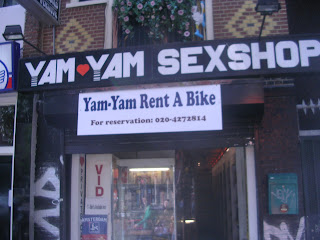 YAM YAM SEXSHOP
Yam-Yam Rent A Bike
For reservation: 020-4272814
VID